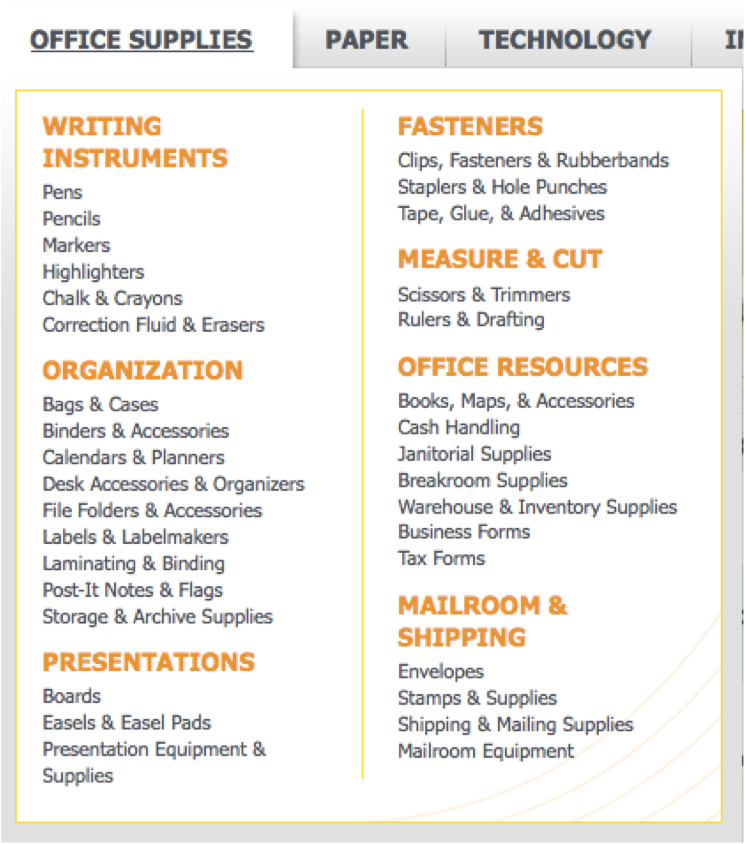 OFFICE SUPPLIES
PAPER
TECHNOLOGY
WRITING
INSTRUMENTS
Pens
Pencils
Markers
Highlighters
Chalk & Crayons
Correction Fluid & Erasers
ORGANIZATION
Bags & Cases
Binders & Accessories
Calendars & Planners
Desk Accessories & Organizers
File Folders & Accessories
Labels & Labelmakers
Laminating & Binding
Post-It Notes & Flags
Storage & Archive Supplies
PRESENTATIONS
Boards
Easels & Easel Pads
Presentation Equipment &
Supplies
FASTENERS
Clips, Fasteners & Rubberbands
Staplers & Hole Punches
Tape, Glue, & Adhesives
MEASURE & CUT
Scissors & Trimmers
Rulers & Drafting
OFFICE RESOURCES
Books, Maps, & Accessories
Cash Handling
Janitorial Supplies
Breakroom Supplies
Warehouse & Inventory Supplies
Business Forms
Tax Forms
MAILROOM &
SHIPPING
Envelopes
Stamps & Supplies
Shipping & Mailing Supplies
Mailroom Equipment